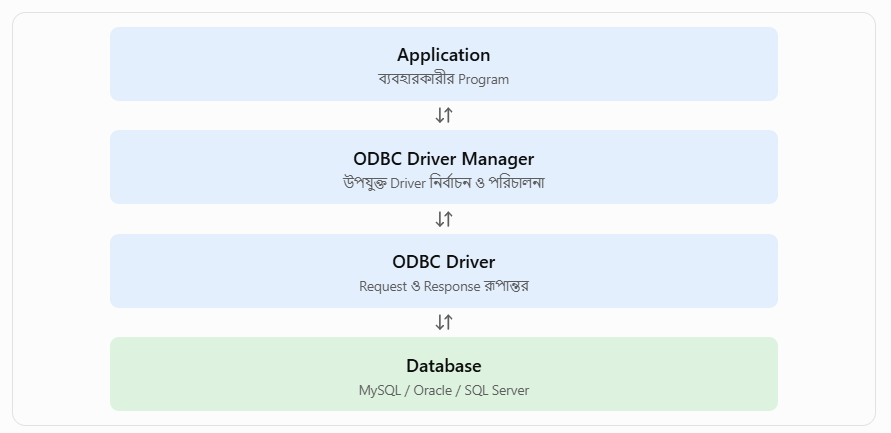 Application
ব্যবহারকারীর Program
ODBC Driver Manager
উপযুক্ত Driver নির্বাচন ও পরিচালনা
ODBC Driver
Request ও Response রূপান্তর
Database
MySQL / Oracle / SQL Server